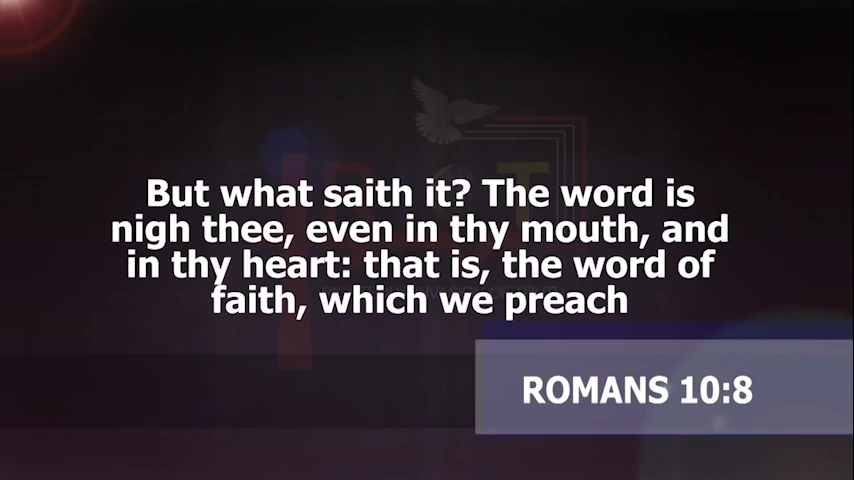 But what saith it? The word is
nigh thee, even in thy mouth, and
in thy heart: that is, the word of
faith, which we preach
ROMANS 10:8